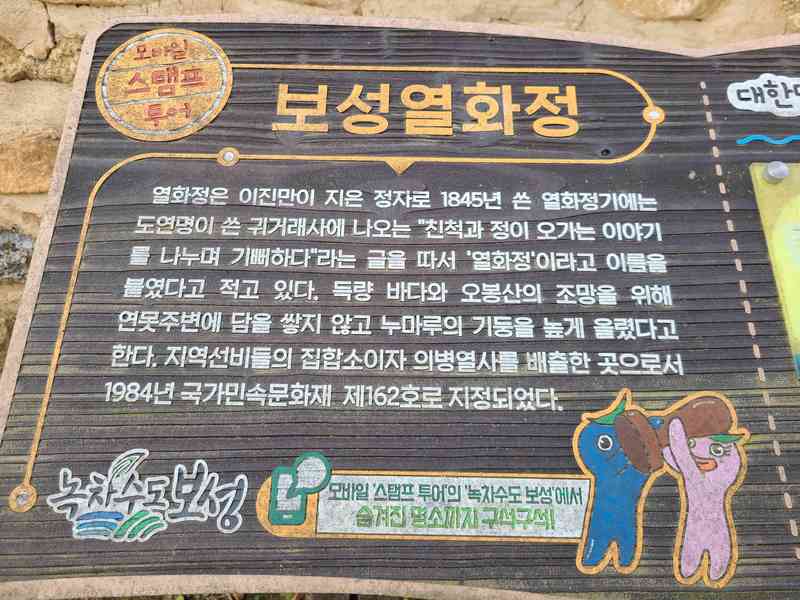 모바일
스탬프
투어
보성열화정
대한
열화정은 이진만이 지은 정자로 1845년 쓴 열화정기에는
도연명이 쓴 귀거래사에 나오는 "친척과 정이 오가는 이야기
를 나누며 기뻐하다"라는 글을 따서 '열화정'이라고 이름을
붙였다고 적고 있다. 득량 바다와 오봉산의 조망을 위해
연못주변에 담을 쌓지 않고 누마루의 기둥을 높게 올렸다고
한다. 지역선비들의 집합소이자 의병열사를 배출한 곳으로서
1984년 국가민속문화재 제162호로 지정되었다.
녹차수도보성
모바일 '스탬프 투어'의 '녹차수도 보성'에서
숨겨진 명소까지 구석구석!